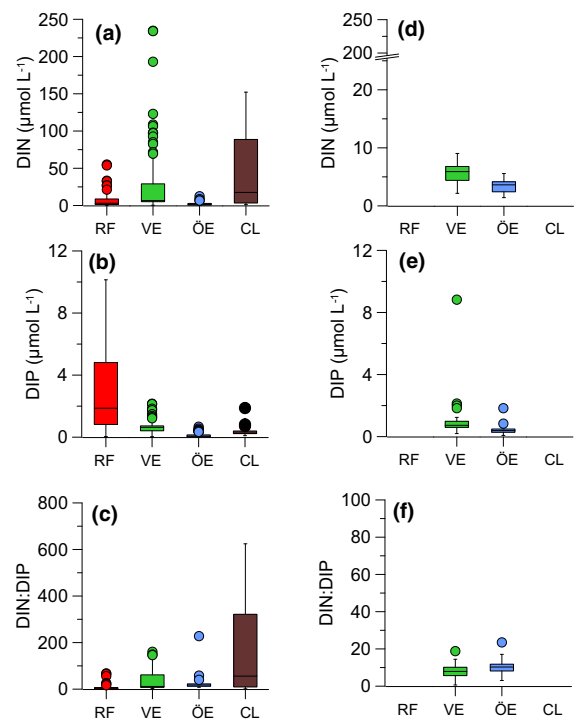 (a)
DIN (µmol L⁻¹)
250
200
150
100
50
0
RF VE ÖE CL
(d)
DIN (µmol L⁻¹)
250
200
20
10
0
RF VE ÖE CL
(b)
DIP (µmol L⁻¹)
12
8
4
0
RF VE ÖE CL
(e)
DIP (µmol L⁻¹)
12
8
4
0
RF VE ÖE CL
(c)
DIN:DIP
800
600
400
200
0
RF VE ÖE CL
(f)
DIN:DIP
100
80
60
40
20
0
RF VE ÖE CL